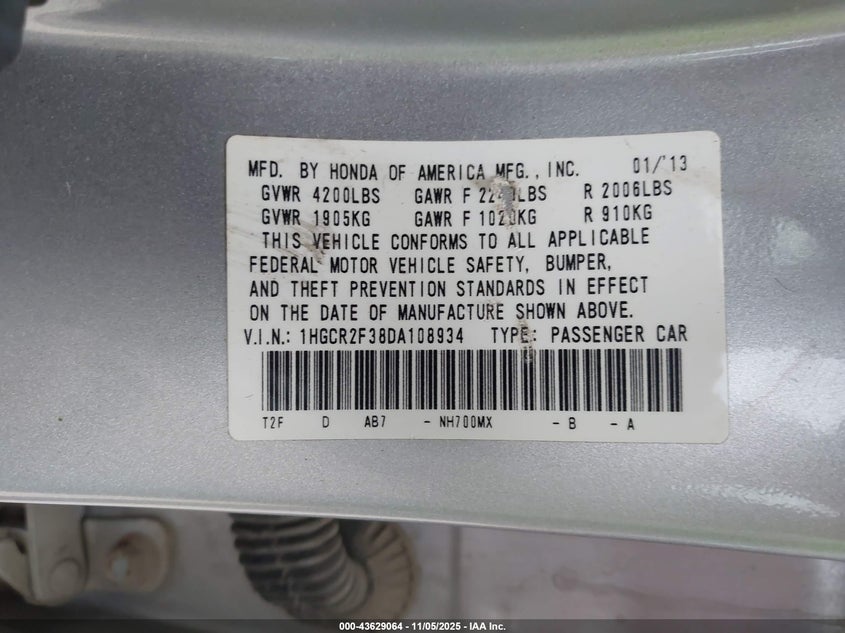 MFD. BY HONDA OF AMERICA MFG., INC. 01/'13
GVWR 4200LBS GAWR F LBS R 2006LBS
GVWR 1905KG GAWR F 1020KG R 910KG
THIS VEHICLE CONFORMS TO ALL APPLICABLE
FEDERAL MOTOR VEHICLE SAFETY, BUMPER,
AND THEFT PREVENTION STANDARDS IN EFFECT
ON THE DATE OF MANUFACTURE SHOWN ABOVE.
V.I.N.: 1HGCR2F38DA108934 TYPE: PASSENGER CAR
T2F D AB7 - NH700MX - B - A
000-43629064 - 11/05/2025 - IAA Inc.